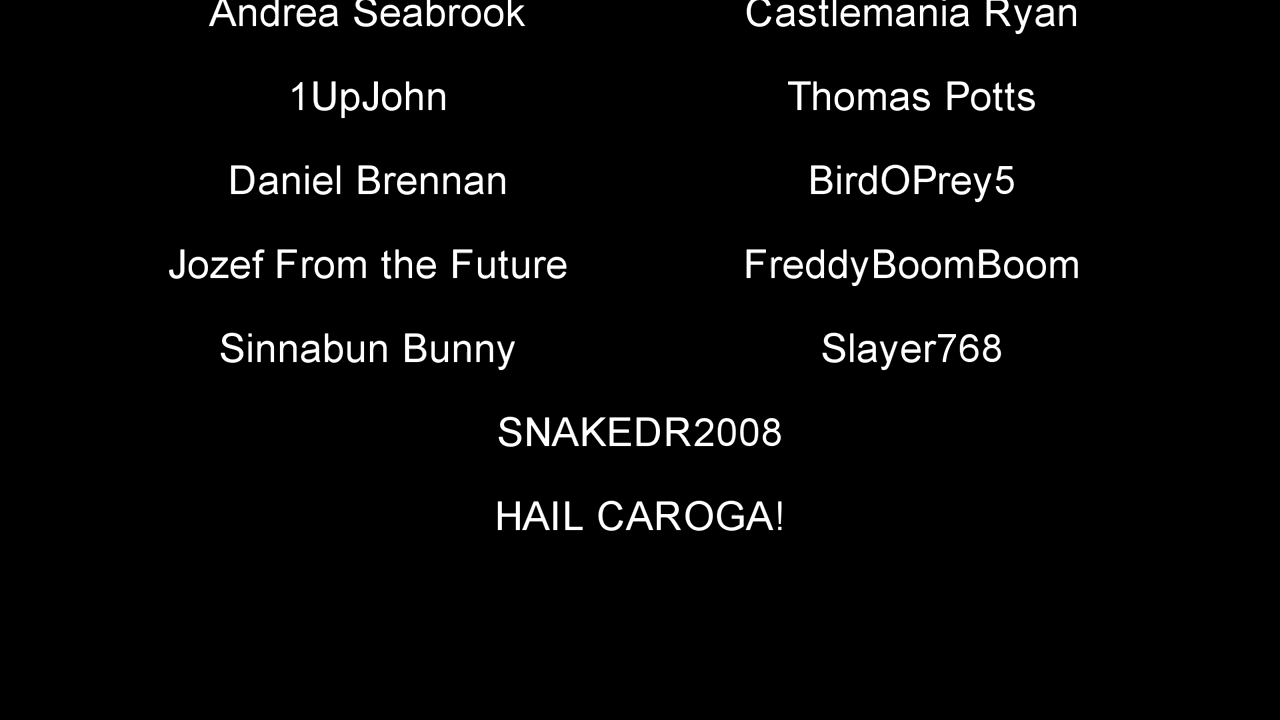 Andrea Seabrook Castlemania Ryan
1UpJohn Thomas Potts
Daniel Brennan BirdOPrey5
Jozef From the Future FreddyBoomBoom
Sinnabun Bunny Slayer768
SNAKEDR2008
HAIL CAROGA!